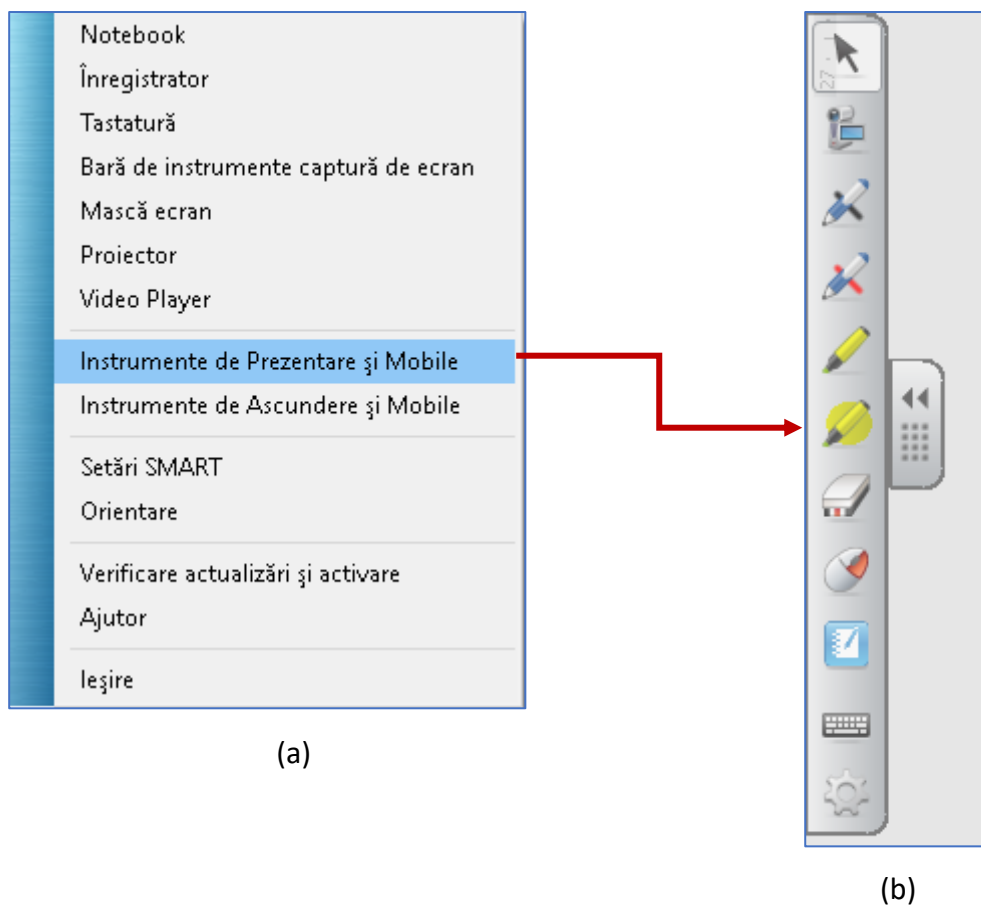 Notebook
Înregistrator
Tastatură
Bară de instrumente captură de ecran
Mască ecran
Proiector
Video Player
Instrumente de Prezentare şi Mobile
Instrumente de Ascundere şi Mobile
Setări SMART
Orientare
Verificare actualizări şi activare
Ajutor
Ieşire
(a)
27
(b)